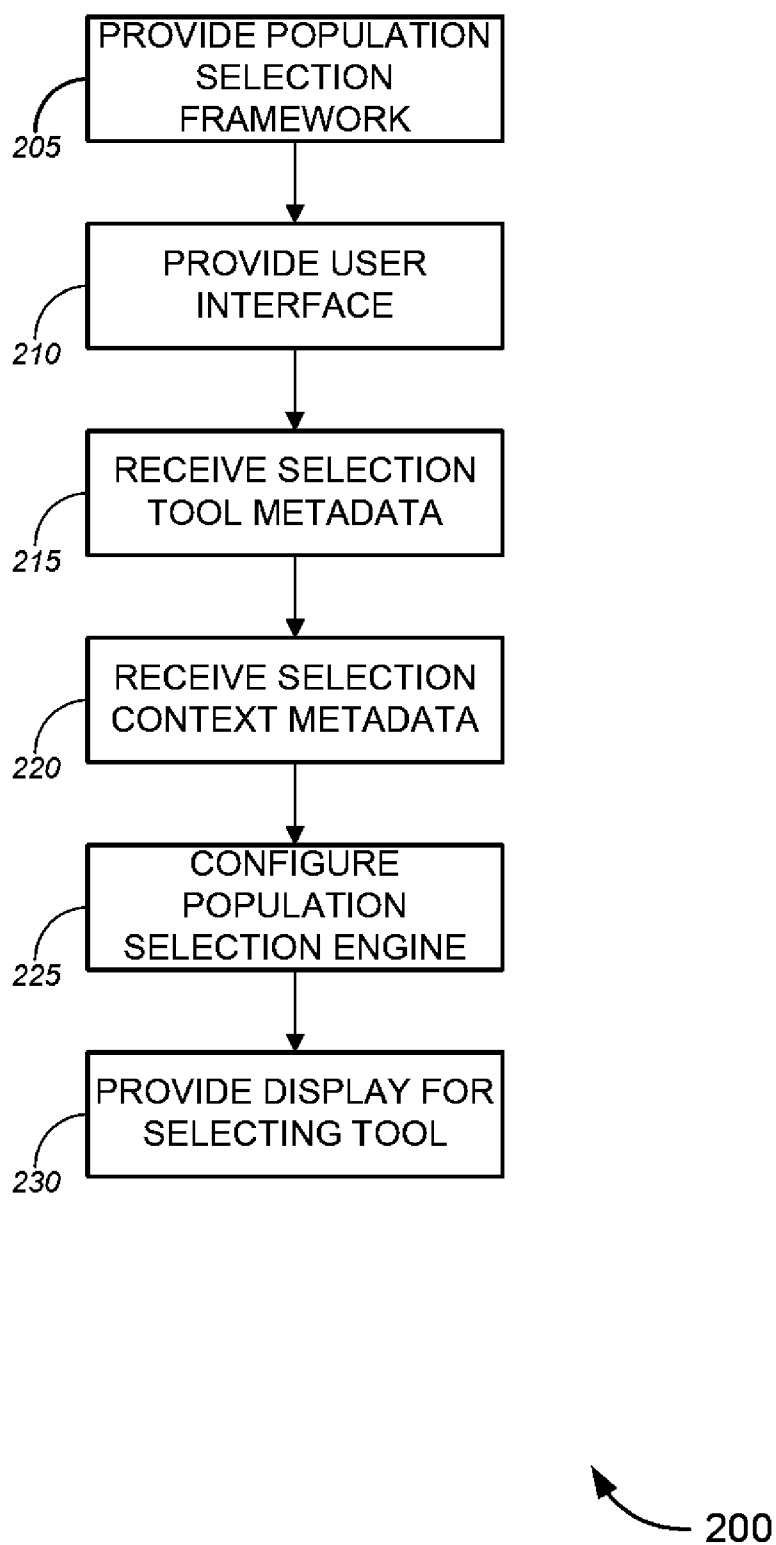 PROVIDE POPULATION
SELECTION
FRAMEWORK
205
PROVIDE USER
INTERFACE
210
RECEIVE SELECTION
TOOL METADATA
215
RECEIVE SELECTION
CONTEXT METADATA
220
CONFIGURE
POPULATION
SELECTION ENGINE
225
PROVIDE DISPLAY FOR
SELECTING TOOL
230
200